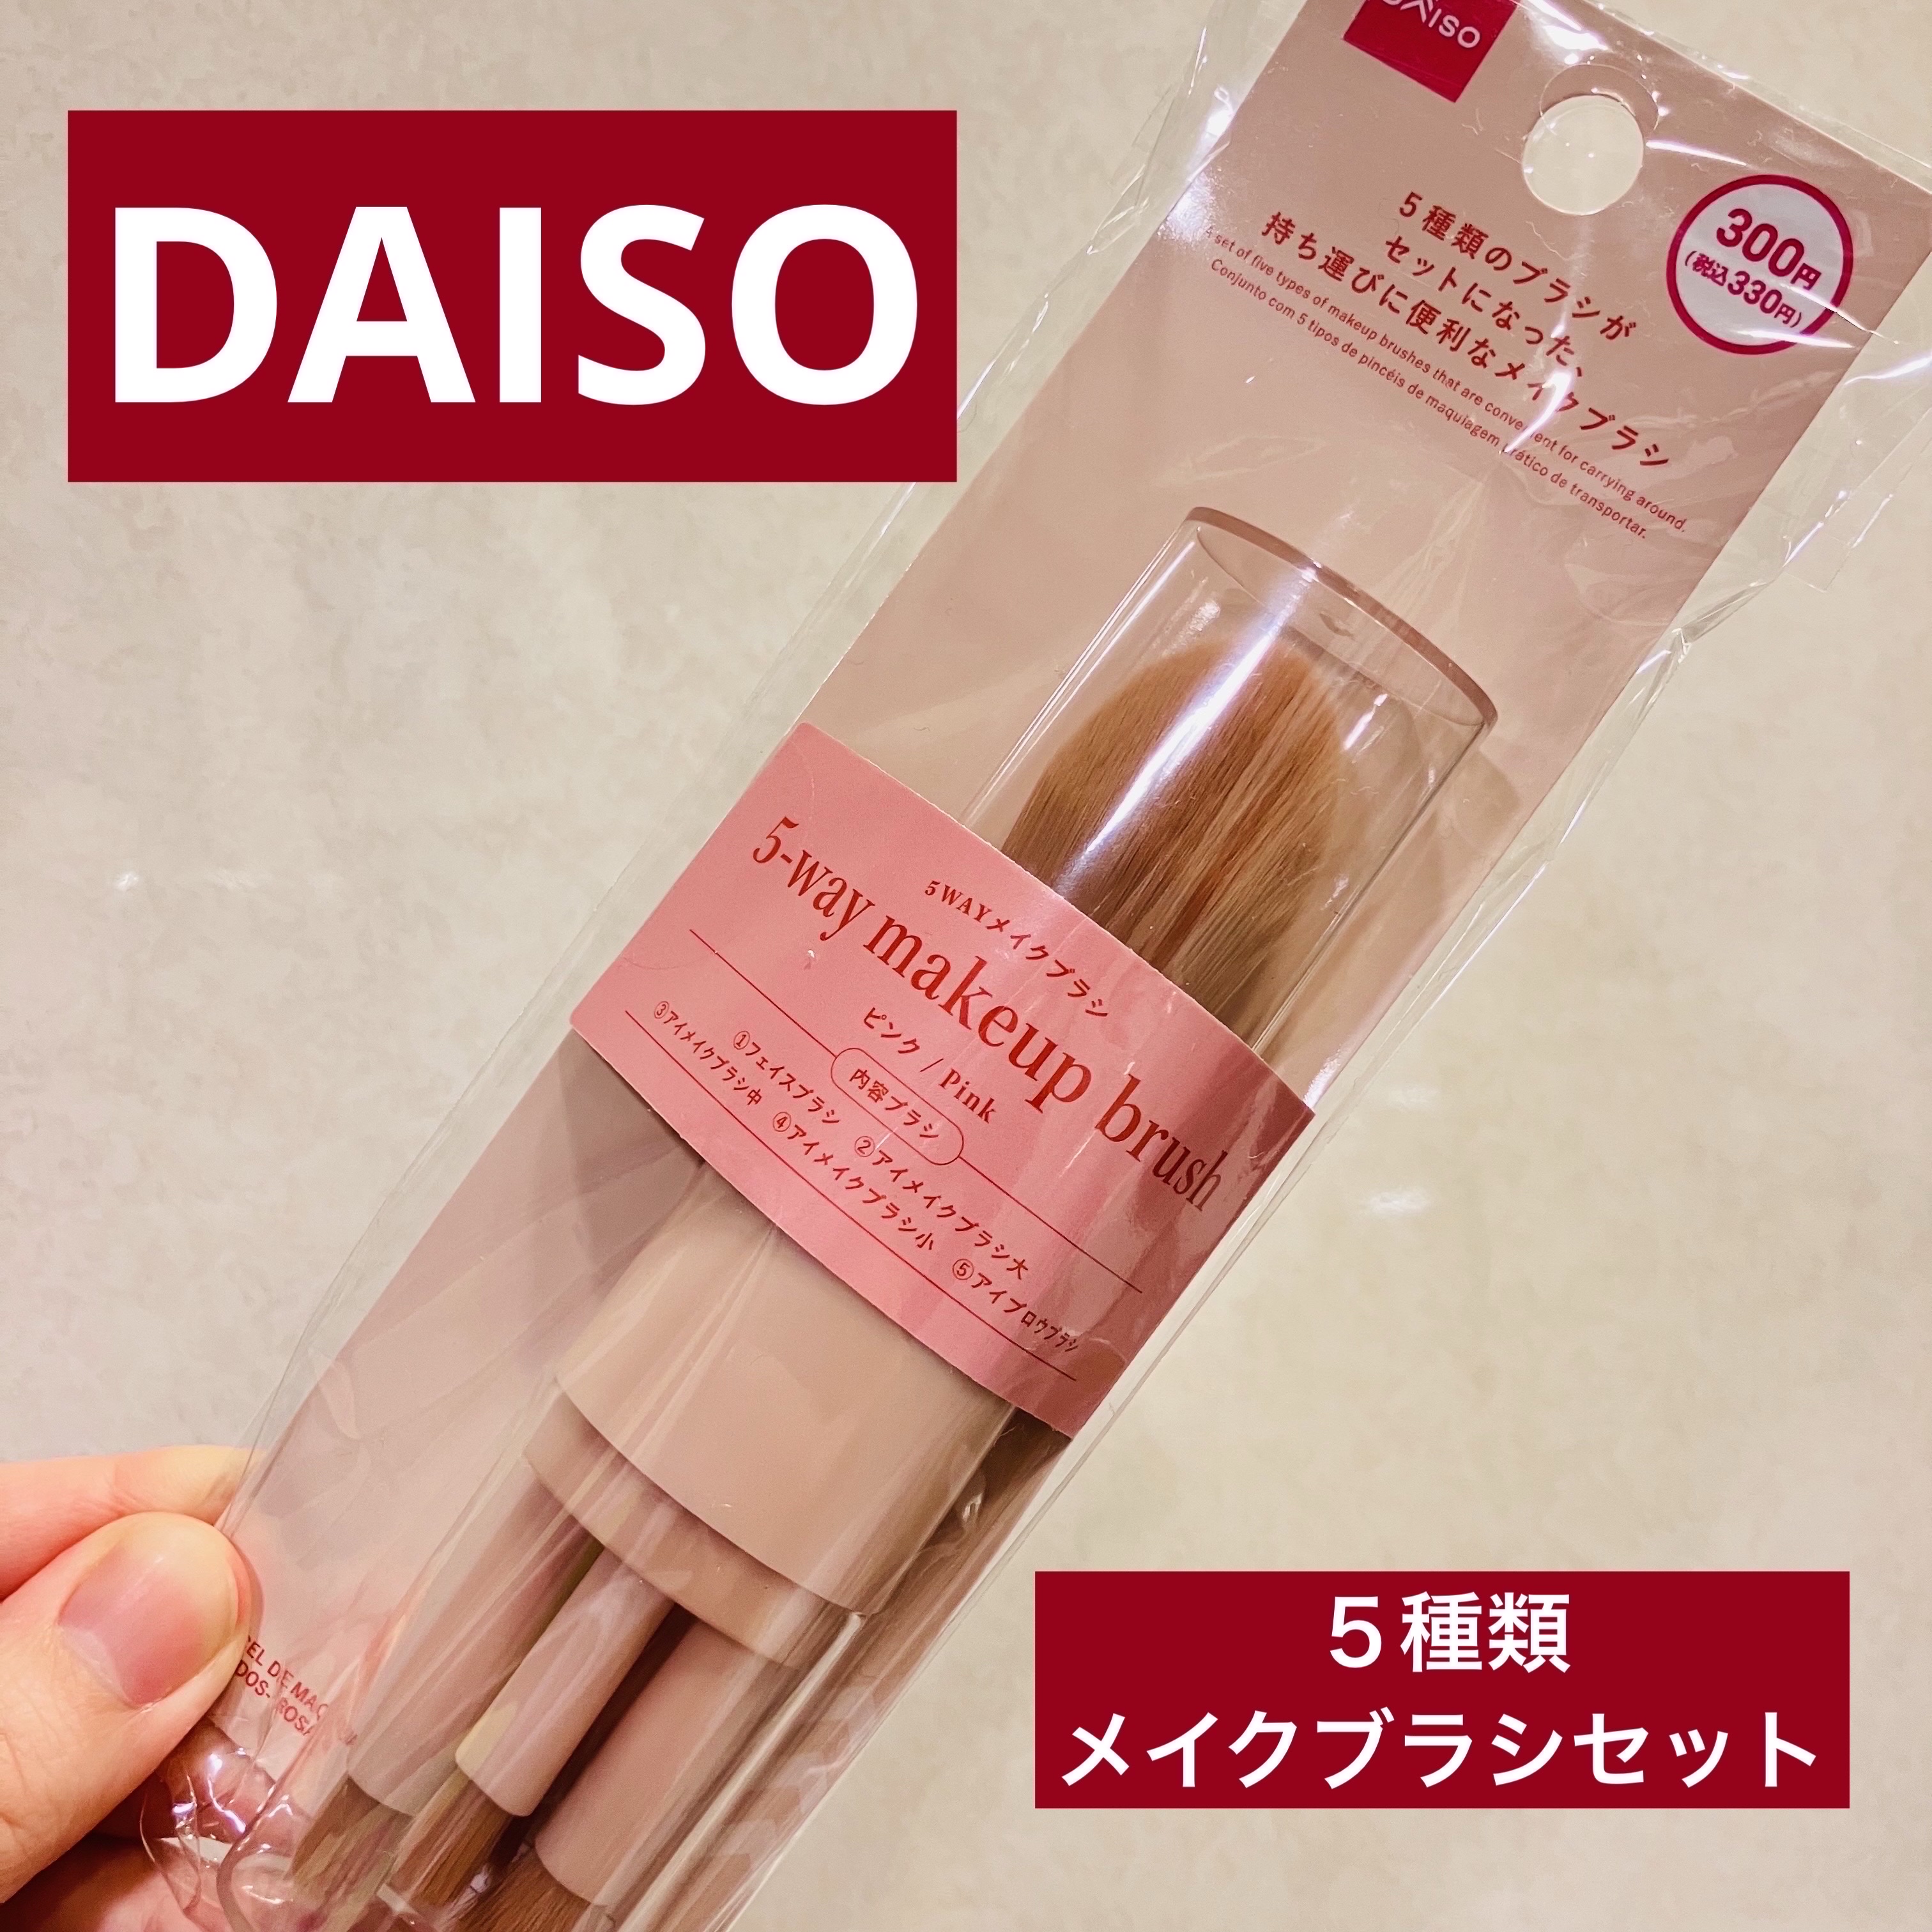 DAISO
DAISO
300円
(税込330円)
5種類のブラシが
セットになった、
持ち運びに便利なメイクブラシ
A set of five types of makeup brushes that are convenient for carrying around.
Conjunto com 5 tipos de pincéis de maquiagem prático de transportar.
5WAYメイクブラシ
5-way makeup brush
ピンク / Pink
内容ブラシ
①フェイスブラシ ②アイメイクブラシ大
③アイメイクブラシ中 ④アイメイクブラシ小 ⑤アイブロウブラシ
DE
ROSA
5種類
メイクブラシセット